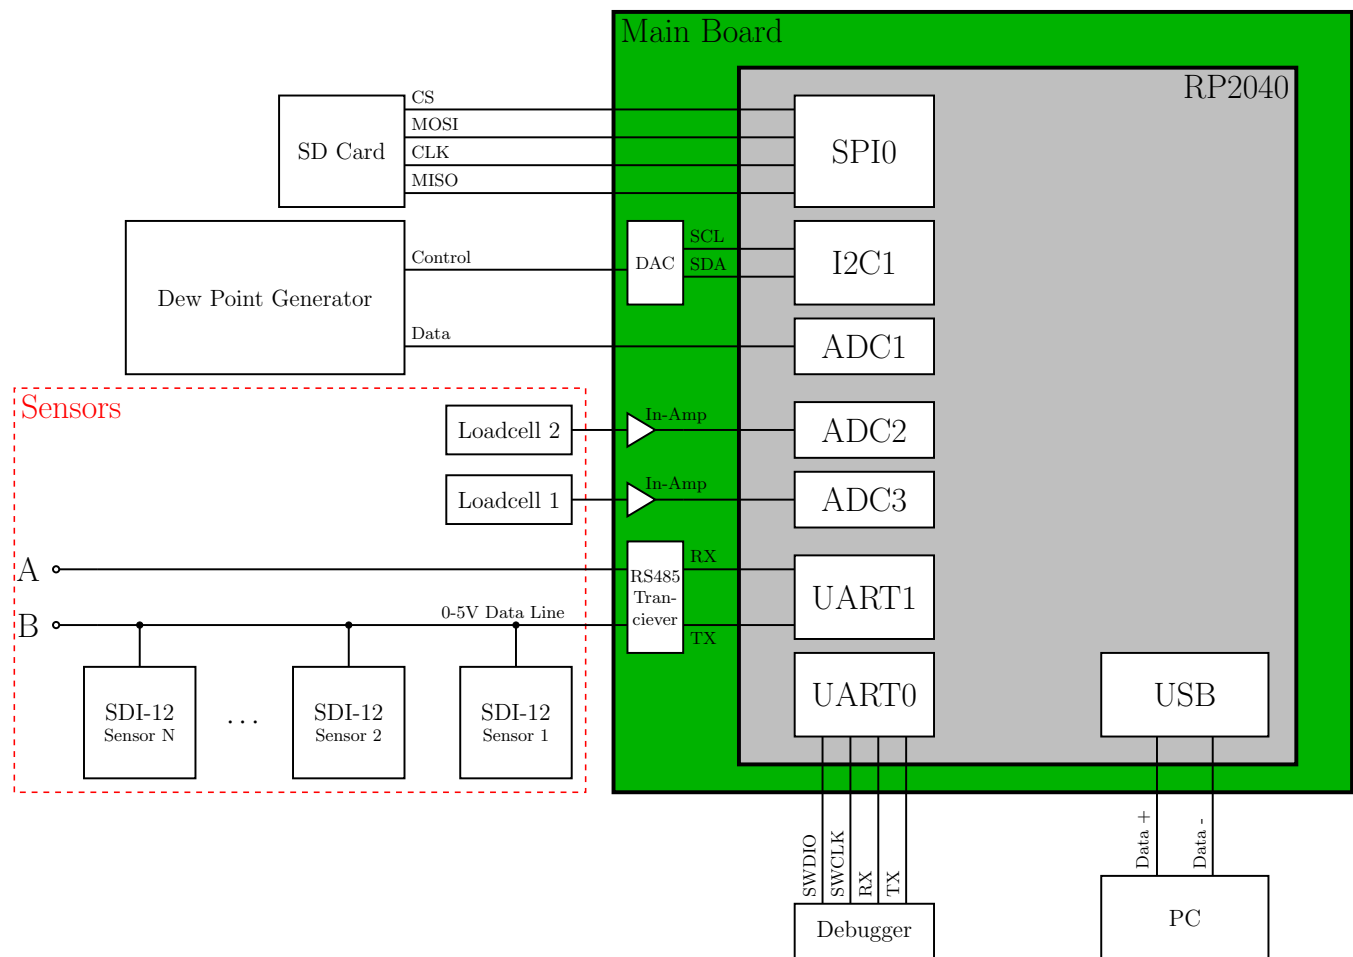 Main Board
RP2040
CS
MOSI
CLK
MISO
SD Card
SPI0
Control
Dew Point Generator
Data
DAC
SCL
SDA
I2C1
ADC1
Sensors
Loadcell 2
In-Amp
ADC2
Loadcell 1
In-Amp
ADC3
A
B
0-5V Data Line
RS485
Tran-
ciever
RX
TX
UART1
SDI-12
Sensor N
...
SDI-12
Sensor 2
SDI-12
Sensor 1
UART0
USB
SWDIO
SWCLK
RX
TX
Debugger
Data +
Data -
PC